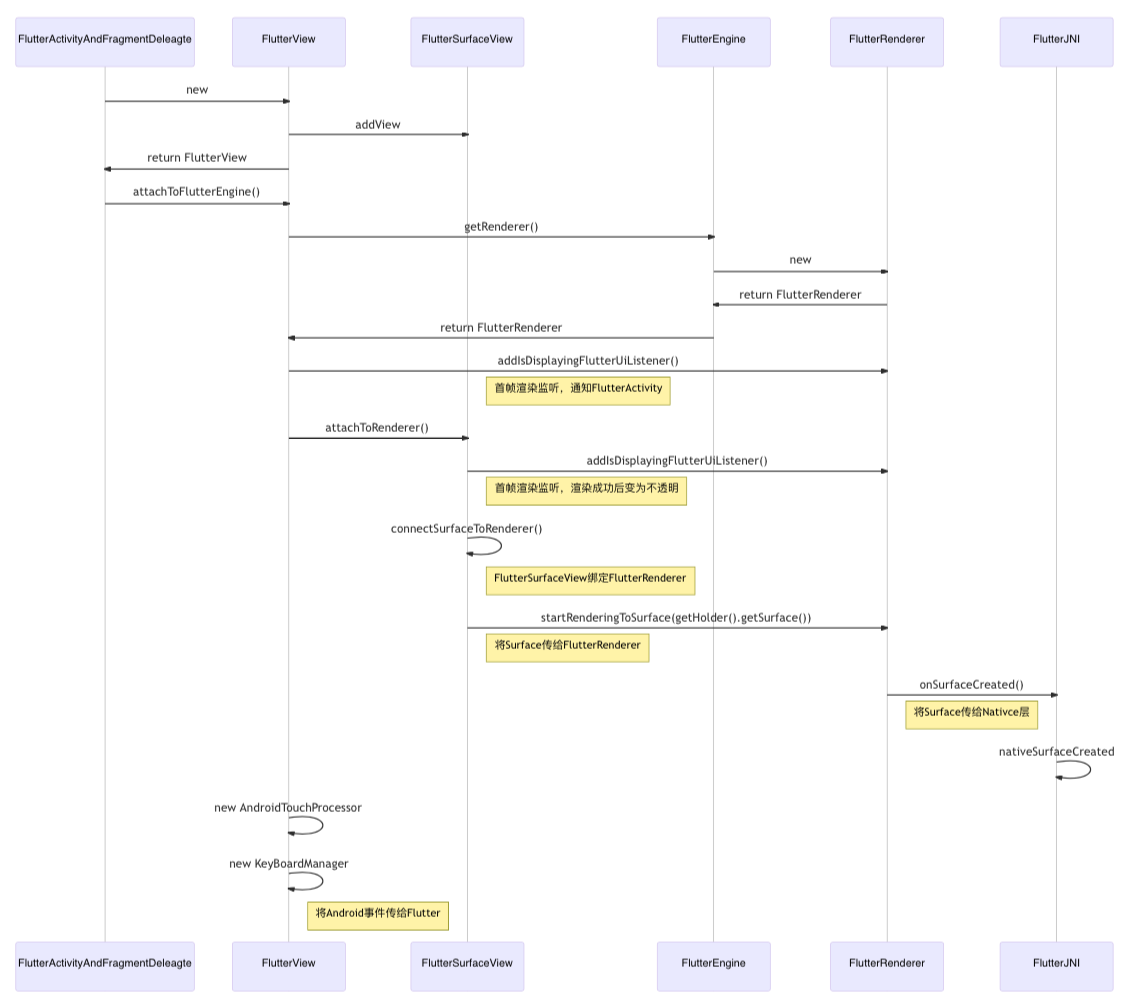 FlutterActivityAndFragmentDeleagte
FlutterView
FlutterSurfaceView
FlutterEngine
FlutterRenderer
FlutterJNI
new
addView
return FlutterView
attachToFlutterEngine()
getRenderer()
new
return FlutterRenderer
return FlutterRenderer
addIsDisplayingFlutterUiListener()
首帧渲染监听，通知FlutterActivity
attachToRenderer()
addIsDisplayingFlutterUiListener()
首帧渲染监听，渲染成功后变为不透明
connectSurfaceToRenderer()
FlutterSurfaceView绑定FlutterRenderer
startRenderingToSurface(getHolder().getSurface())
将Surface传给FlutterRenderer
onSurfaceCreated()
将Surface传给Nativce层
nativeSurfaceCreated
new AndroidTouchProcessor
new KeyBoardManager
将Android事件传给Flutter
FlutterActivityAndFragmentDeleagte
FlutterView
FlutterSurfaceView
FlutterEngine
FlutterRenderer
FlutterJNI